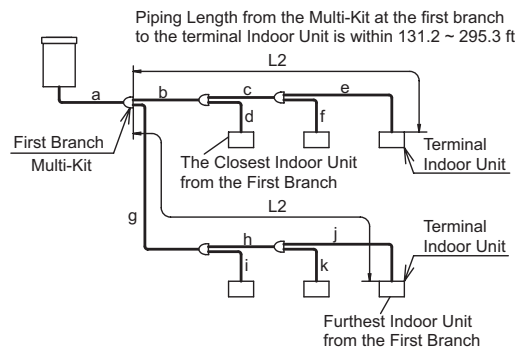 Piping Length from the Multi-Kit at the first branch
to the terminal Indoor Unit is within 131.2 ~ 295.3 ft
L2
a
b
c
e
d
f
First Branch
Multi-Kit
The Closest Indoor Unit
from the First Branch
Terminal
Indoor Unit
L2
g
h
j
i
k
Terminal
Indoor Unit
Furthest Indoor Unit
from the First Branch